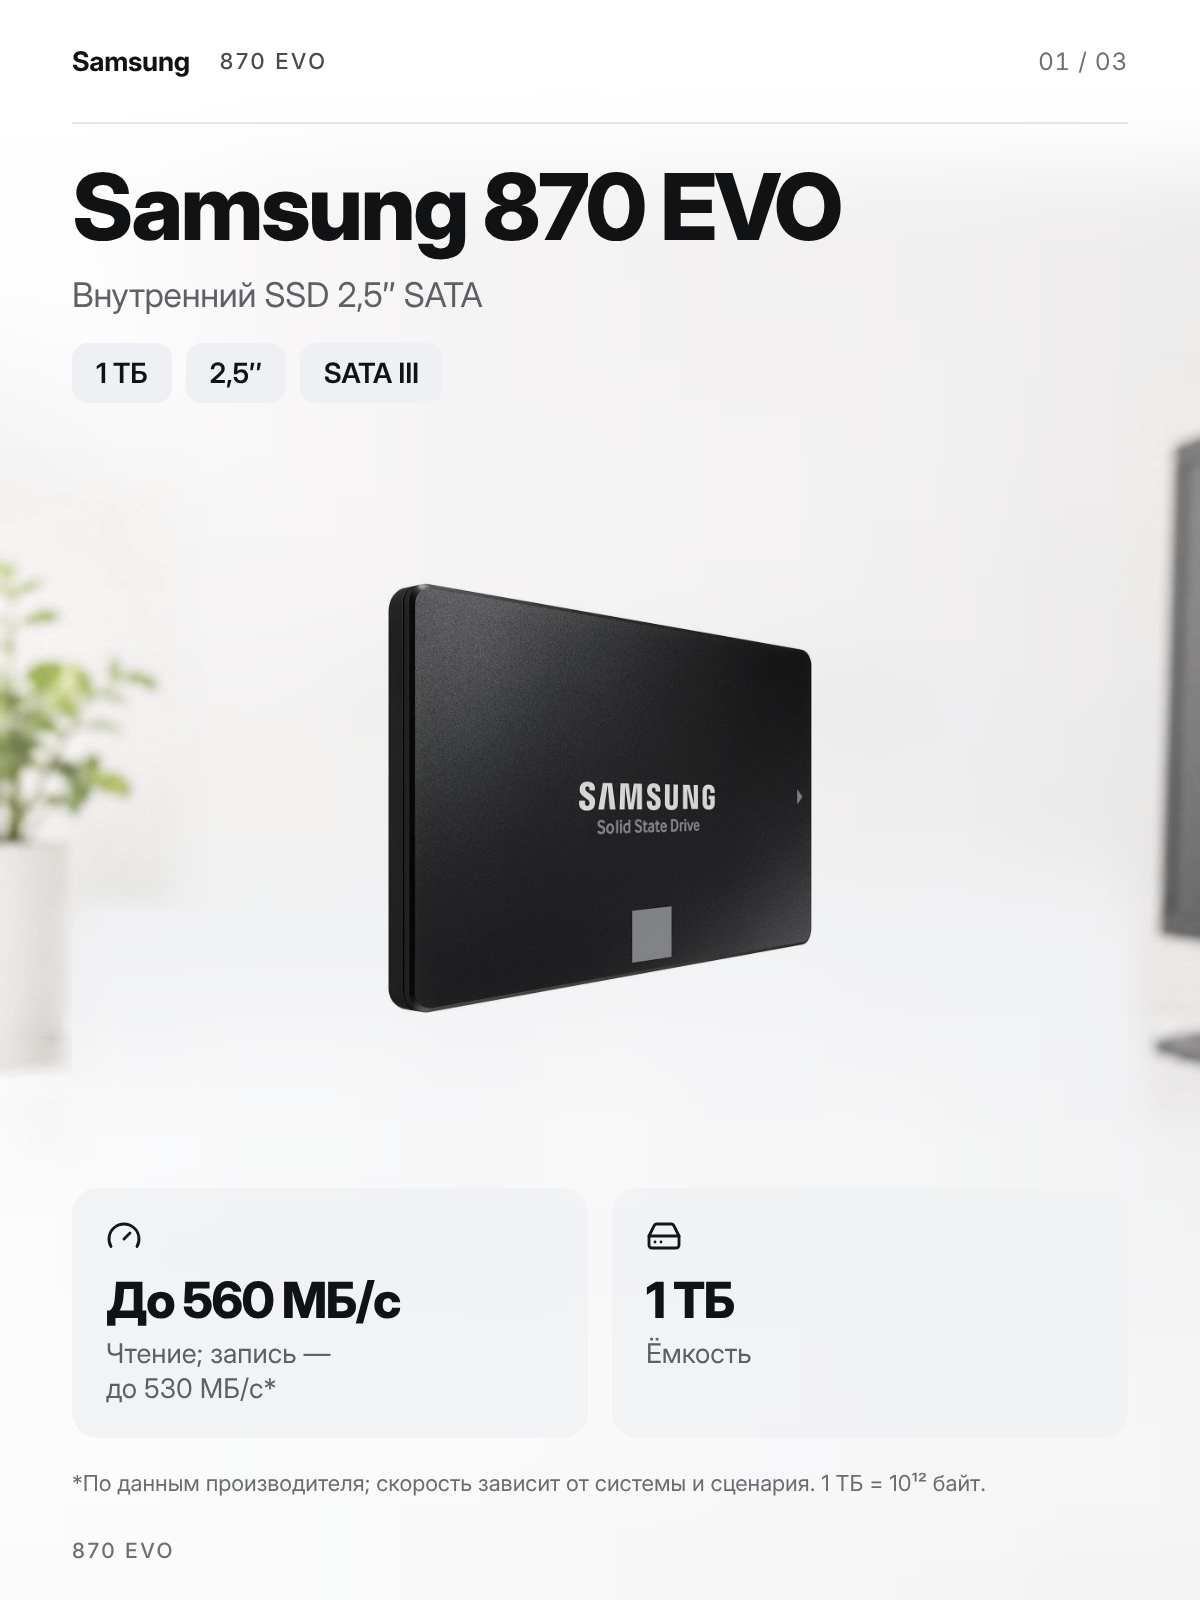 Samsung 870 EVO 01 / 03
Samsung 870 EVO
Внутренний SSD 2,5″ SATA
1 ТБ 2,5″ SATA III
SAMSUNG
Solid State Drive
До 560 МБ/с
Чтение; запись —
до 530 МБ/с*
1 ТБ
Ёмкость
*По данным производителя; скорость зависит от системы и сценария. 1 ТБ = 10¹² байт.
870 EVO